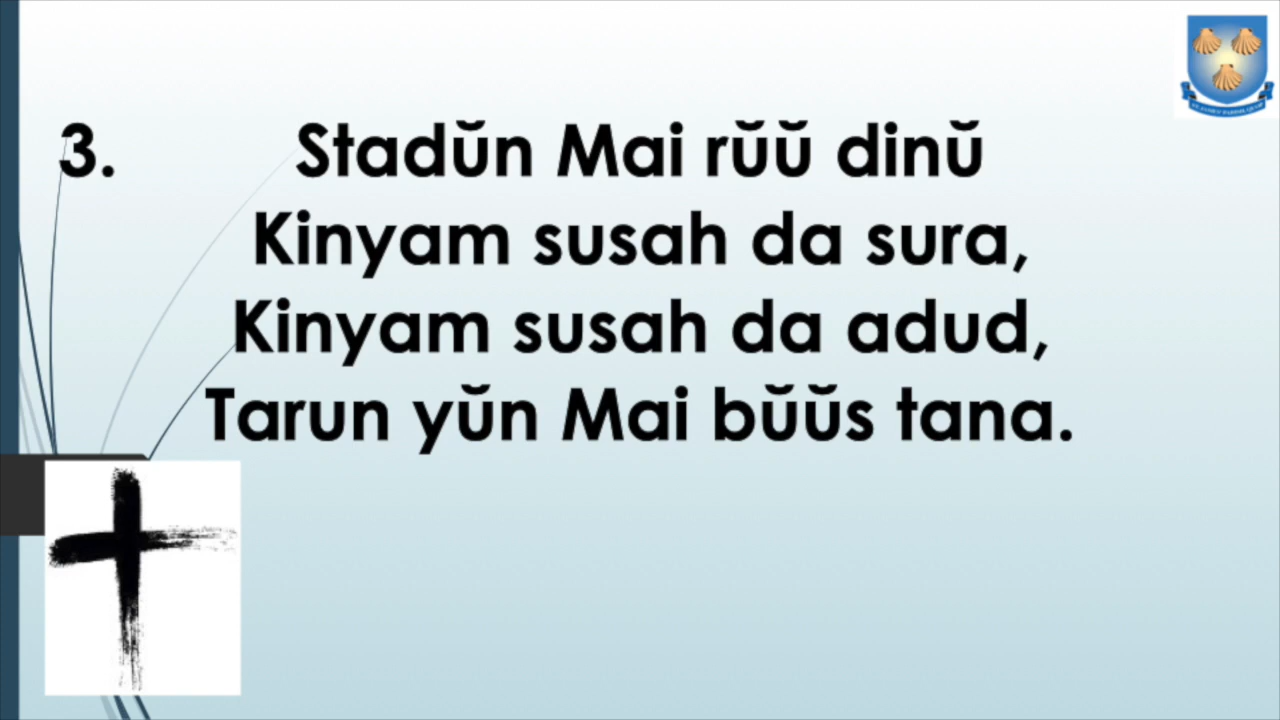 3. Stadŭn Mai rŭŭ dinŭ
Kinyam susah da sura,
Kinyam susah da adud,
Tarun yŭn Mai bŭŭs tana.